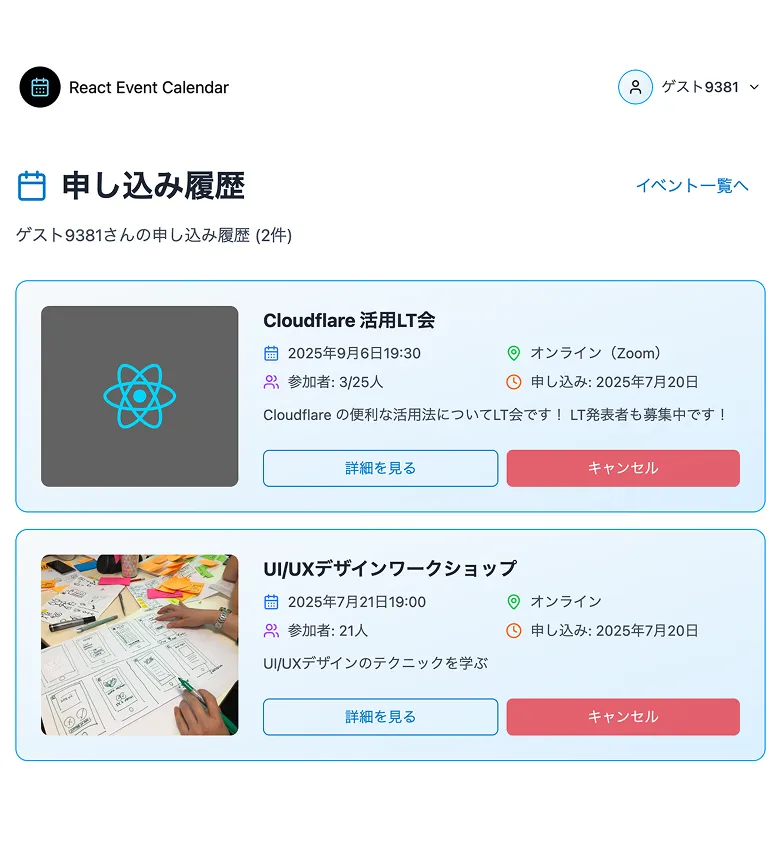 React Event Calendar
ゲスト9381
申し込み履歴
イベント一覧へ
ゲスト9381さんの申し込み履歴 (2件)
Cloudflare 活用LT会
2025年9月6日19:30
オンライン（Zoom）
参加者: 3/25人
申し込み: 2025年7月20日
Cloudflare の便利な活用法についてLT会です！ LT発表者も募集中です！
詳細を見る
キャンセル
UI/UXデザインワークショップ
2025年7月21日19:00
オンライン
参加者: 21人
申し込み: 2025年7月20日
UI/UXデザインのテクニックを学ぶ
詳細を見る
キャンセル